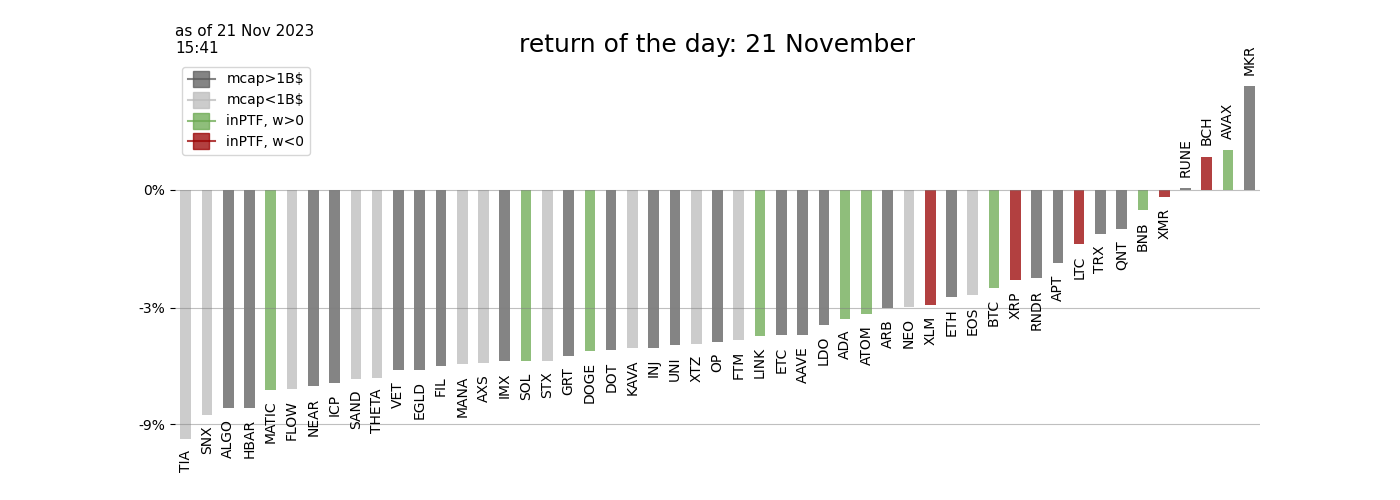 as of 21 Nov 2023
15:41
return of the day: 21 November
mcap>1B$
mcap<1B$
inPTF, w>0
inPTF, w<0
0%
-3%
-9%
TIA
SNX
ALGO
HBAR
MATIC
FLOW
NEAR
ICP
SAND
THETA
VET
EGLD
FIL
MANA
AXS
IMX
SOL
STX
GRT
DOGE
DOT
KAVA
INJ
UNI
XTZ
OP
FTM
LINK
ETC
AAVE
LDO
ADA
ATOM
ARB
NEO
XLM
ETH
EOS
BTC
XRP
RNDR
APT
LTC
TRX
QNT
BNB
XMR
RUNE
BCH
AVAX
MKR